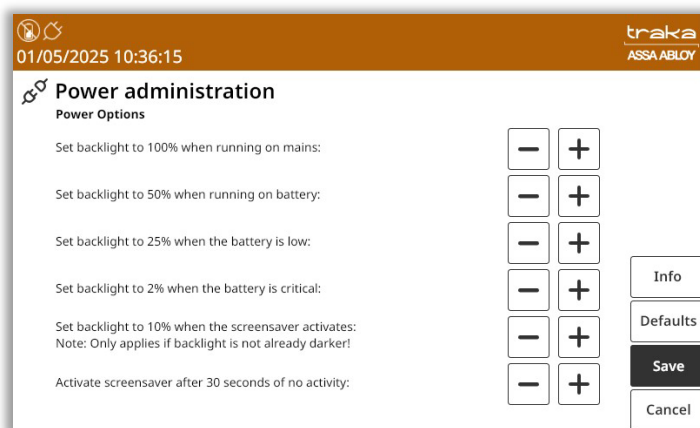 01/05/2025 10:36:15
traka
ASSA ABLOY
Power administration
Power Options
Set backlight to 100% when running on mains:
Set backlight to 50% when running on battery:
Set backlight to 25% when the battery is low:
Set backlight to 2% when the battery is critical:
Set backlight to 10% when the screensaver activates:
Note: Only applies if backlight is not already darker!
Activate screensaver after 30 seconds of no activity:
Info
Defaults
Save
Cancel